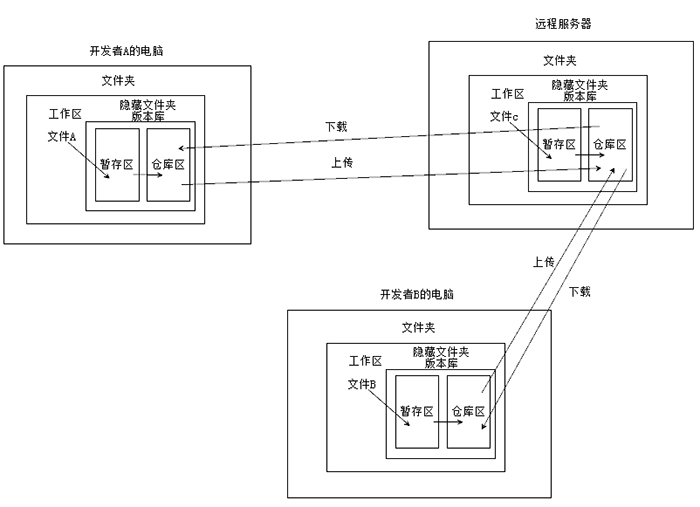 开发者A的电脑
文件夹
工作区
隐藏文件夹
版本库
文件A
暂存区
仓库区
下载
上传
远程服务器
文件夹
工作区
隐藏文件夹
版本库
文件c
暂存区
仓库区
上传
下载
开发者B的电脑
文件夹
工作区
隐藏文件夹
版本库
文件B
暂存区
仓库区